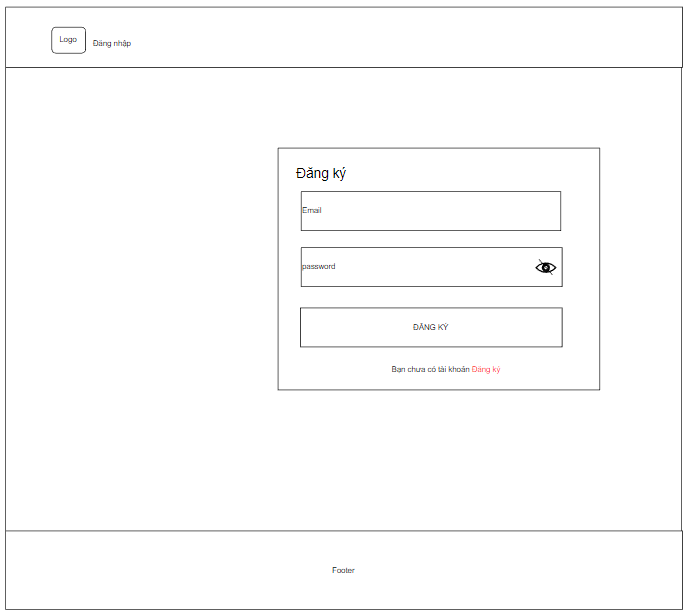 Logo
Đăng nhập
Đăng ký
Email
password
ĐĂNG KÝ
Bạn chưa có tài khoản Đăng ký
Footer